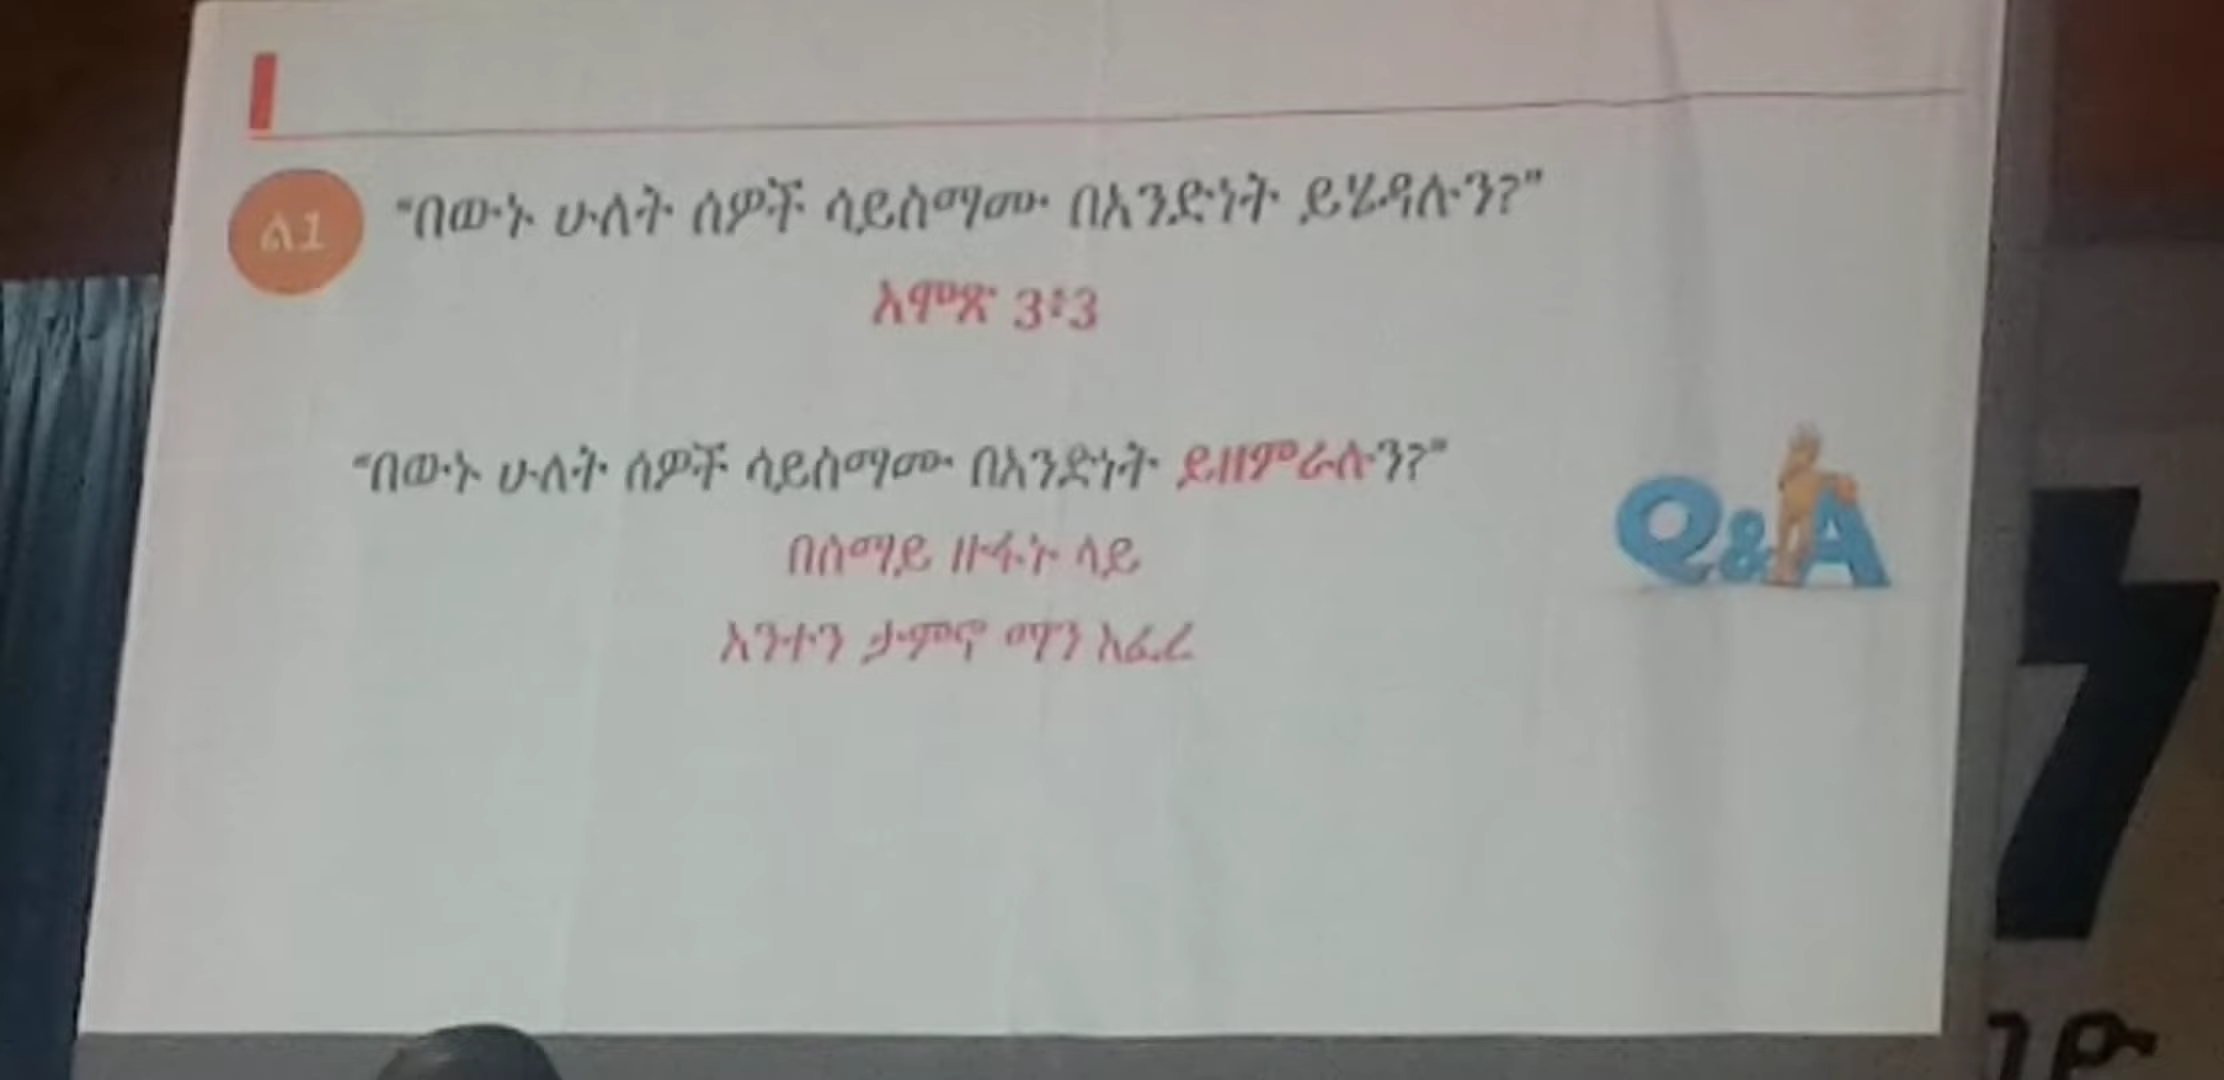 ል1
“በውኑ ሁለት ሰዎች ሳይስማሙ በአንድነት ይሄዳሉን?”
አሞጽ 3፥3
“በውኑ ሁለት ሰዎች ሳይስማሙ በአንድነት ይዘምራሉን?”
በሰማይ ዙፋኑ ላይ
አንተን ታምኖ ማን አፈረ
Q&A